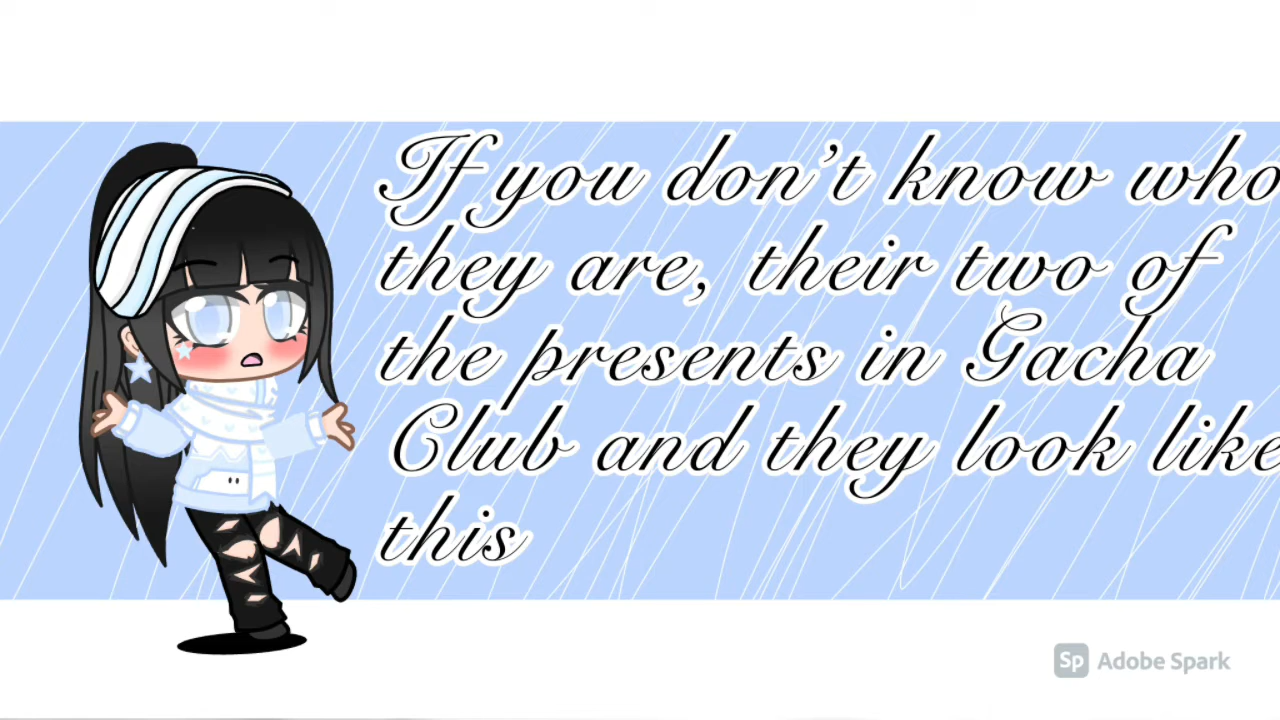 If you don't know who
they are, their two of
the presents in Gacha
Club and they look like
this
Sp Adobe Spark